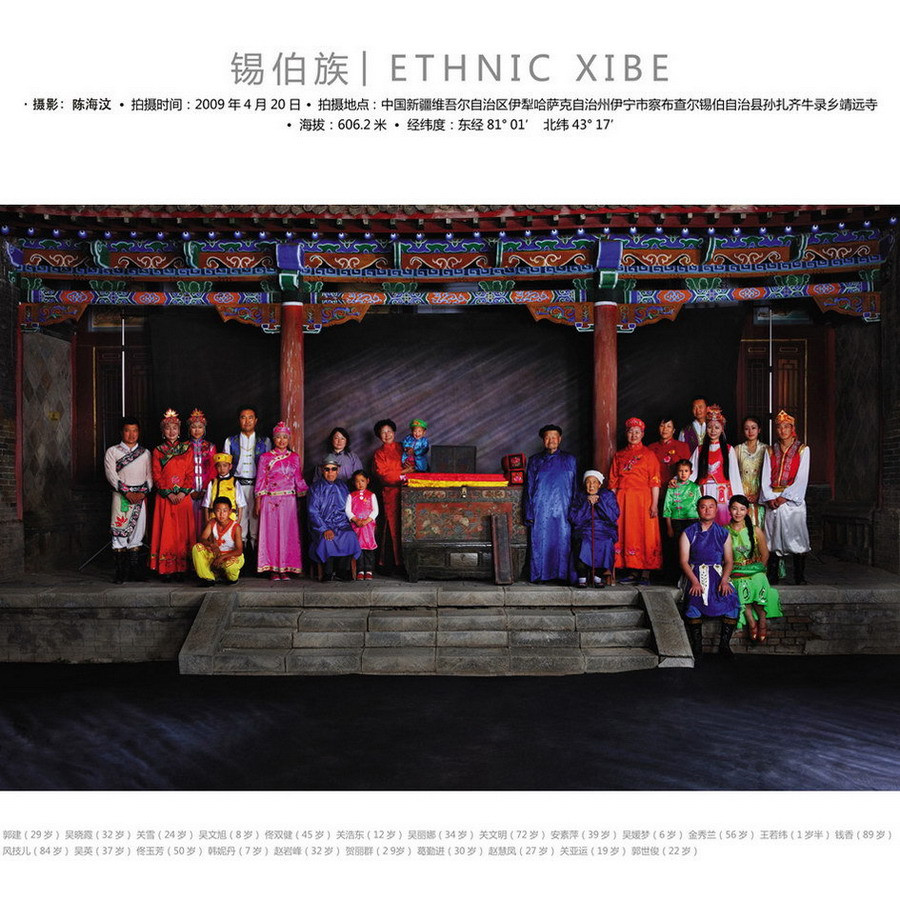 锡伯族| ETHNIC XIBE
· 摄影：陈海汶 • 拍摄时间：2009 年 4 月 20 日 • 拍摄地点：中国新疆维吾尔自治区伊犁哈萨克自治州伊宁市察布查尔锡伯自治县孙扎齐牛录乡靖远寺
• 海拔：606.2 米 • 经纬度：东经 81° 01′ 北纬 43° 17′
郭建（29 岁） 吴晓霞（32 岁） 关雪（24 岁） 吴文旭（8 岁） 佟双健（45 岁） 关浩东（12 岁） 吴丽娜（34 岁） 关文明（72 岁） 安素萍（39 岁） 吴媛梦（6 岁） 金秀兰（56 岁） 王若纬（1 岁半） 钱香（89 岁）
风技儿（84 岁） 吴英（37 岁） 佟玉芳（50 岁） 韩妮丹（7 岁） 赵岩峰（32 岁） 贺丽群（2 9岁） 葛勤进（30 岁） 赵慧凤（27 岁） 关亚运（19 岁） 郭世俊（22 岁）